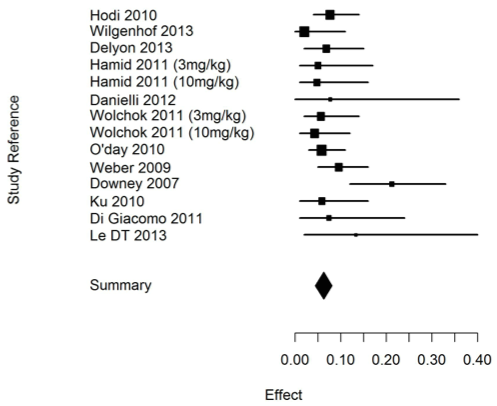 Study Reference
Hodi 2010
Wilgenhof 2013
Delyon 2013
Hamid 2011 (3mg/kg)
Hamid 2011 (10mg/kg)
Danielli 2012
Wolchok 2011 (3mg/kg)
Wolchok 2011 (10mg/kg)
O'day 2010
Weber 2009
Downey 2007
Ku 2010
Di Giacomo 2011
Le DT 2013
Summary
0.00 0.10 0.20 0.30 0.40
Effect